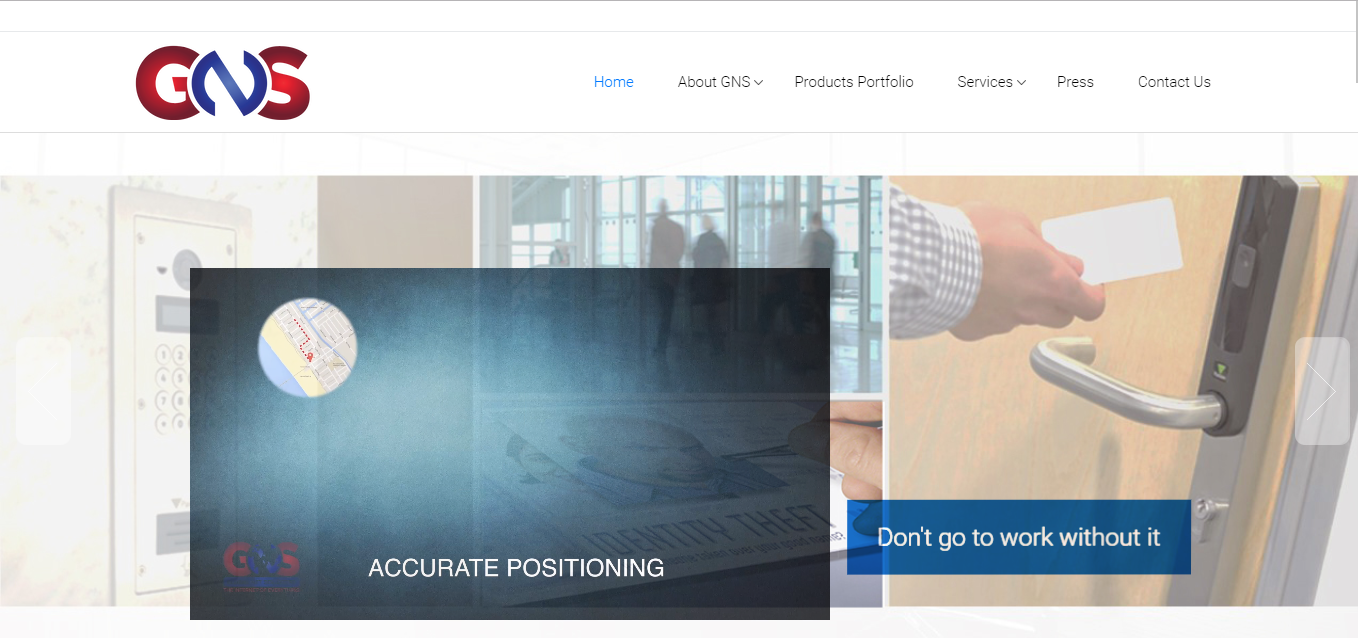 GNS
Home
About GNS
Products Portfolio
Services
Press
Contact Us
IDENTITY THEFT
Don't go to work without it
GNS
ACCURATE POSITIONING